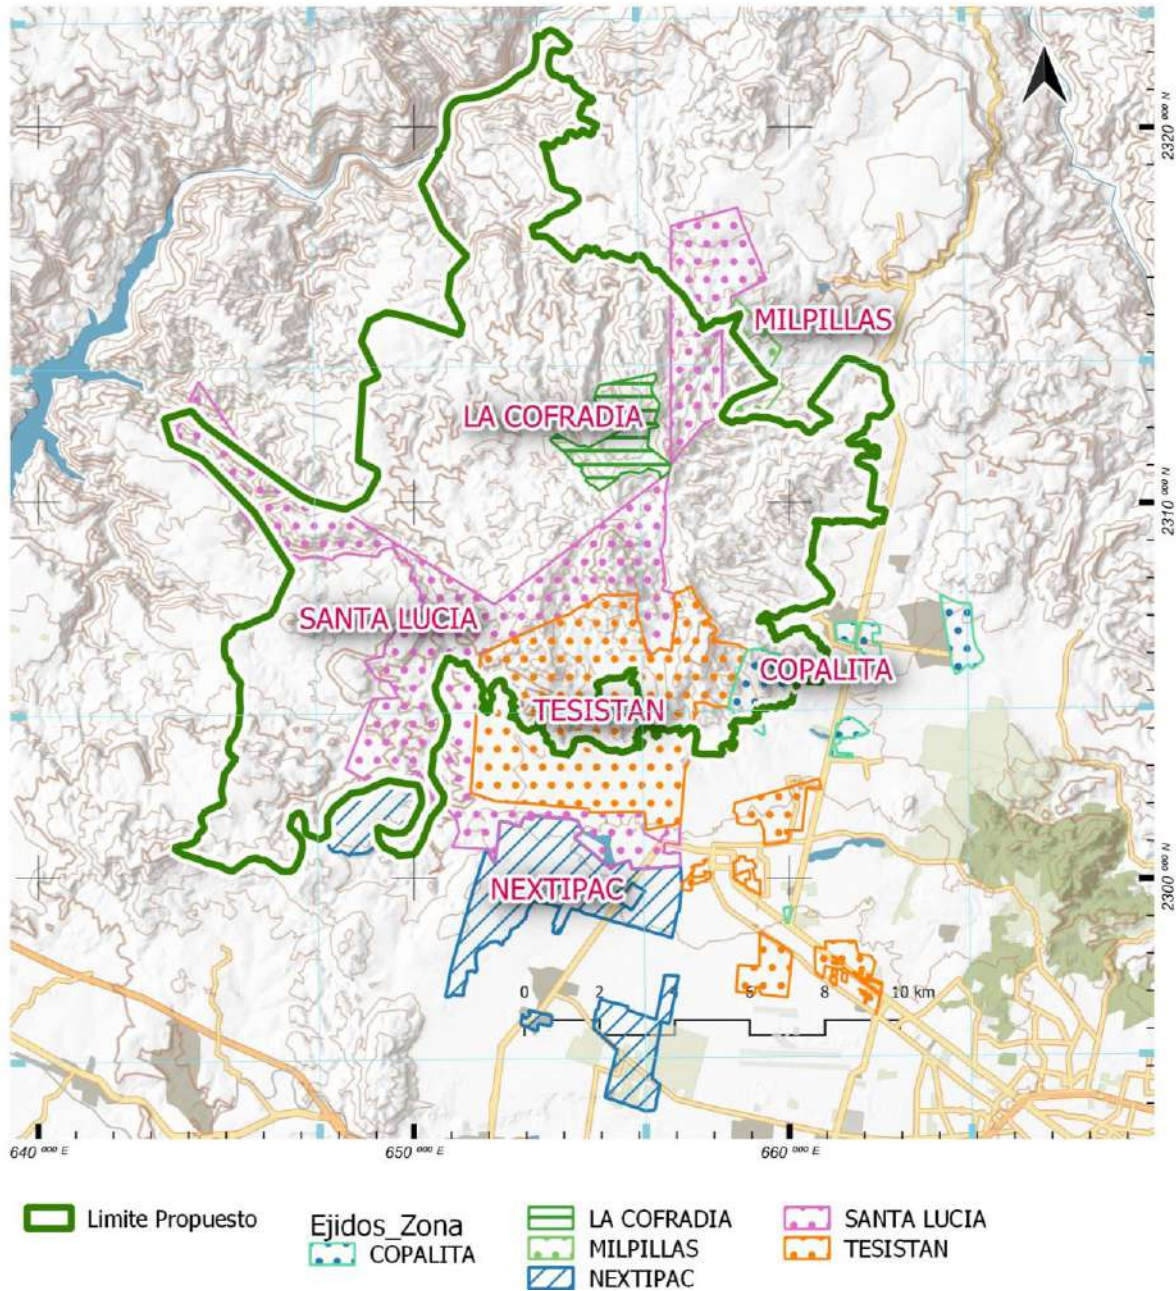 2320 000 N
MILPILLAS
LA COFRADIA
2310 000 N
SANTA LUCIA
COPALITA
TESISTAN
2300 000 N
NEXTIPAC
0 2 4 6 8 10 km
640 000 E 650 000 E 660 000 E
Limite Propuesto
Ejidos_Zona
COPALITA
LA COFRADIA
MILPILLAS
NEXTIPAC
SANTA LUCIA
TESISTAN